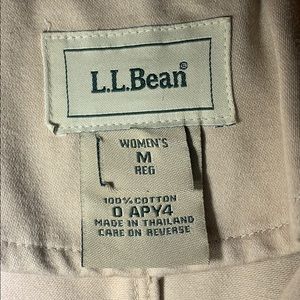 L.L.Bean®
WOMEN'S
M
REG
100% COTTON
0 APY4
MADE IN THAILAND
CARE ON REVERSE